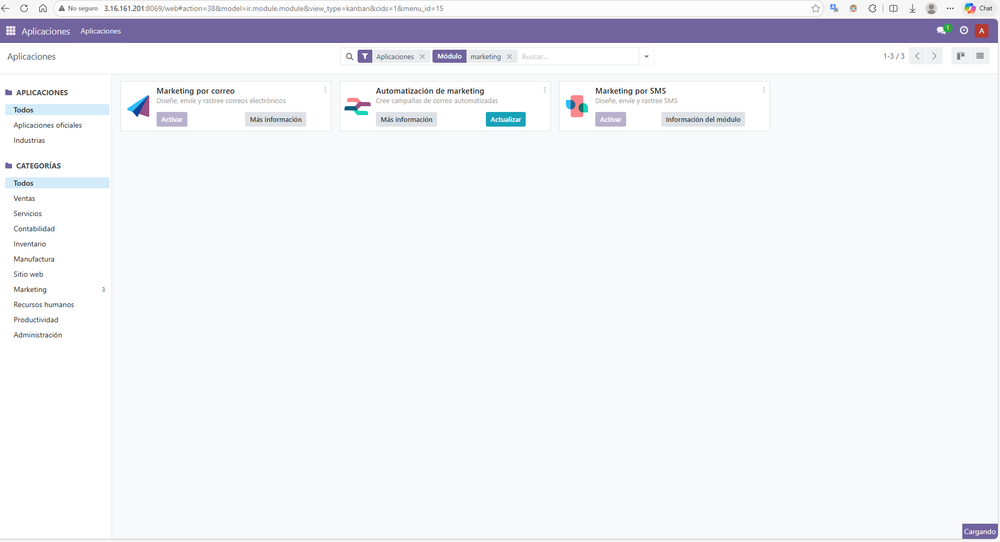 No seguro 3.16.161.201:8069/web#action=38&model=ir.module.module&view_type=kanban&cids=1&menu_id=15 Chat
Aplicaciones Aplicaciones 1 A
Aplicaciones Aplicaciones Módulo marketing Buscar... 1-3 / 3
APLICACIONES
Todos
Aplicaciones oficiales
Industrias
CATEGORÍAS
Todos
Ventas
Servicios
Contabilidad
Inventario
Manufactura
Sitio web
Marketing 3
Recursos humanos
Productividad
Administración
Marketing por correo
Diseñe, envíe y rastree correos electrónicos
Activar Más información
Automatización de marketing
Cree campañas de correo automatizadas
Más información Actualizar
Marketing por SMS
Diseñe, envíe y rastree SMS
Activar Información del módulo
Cargando